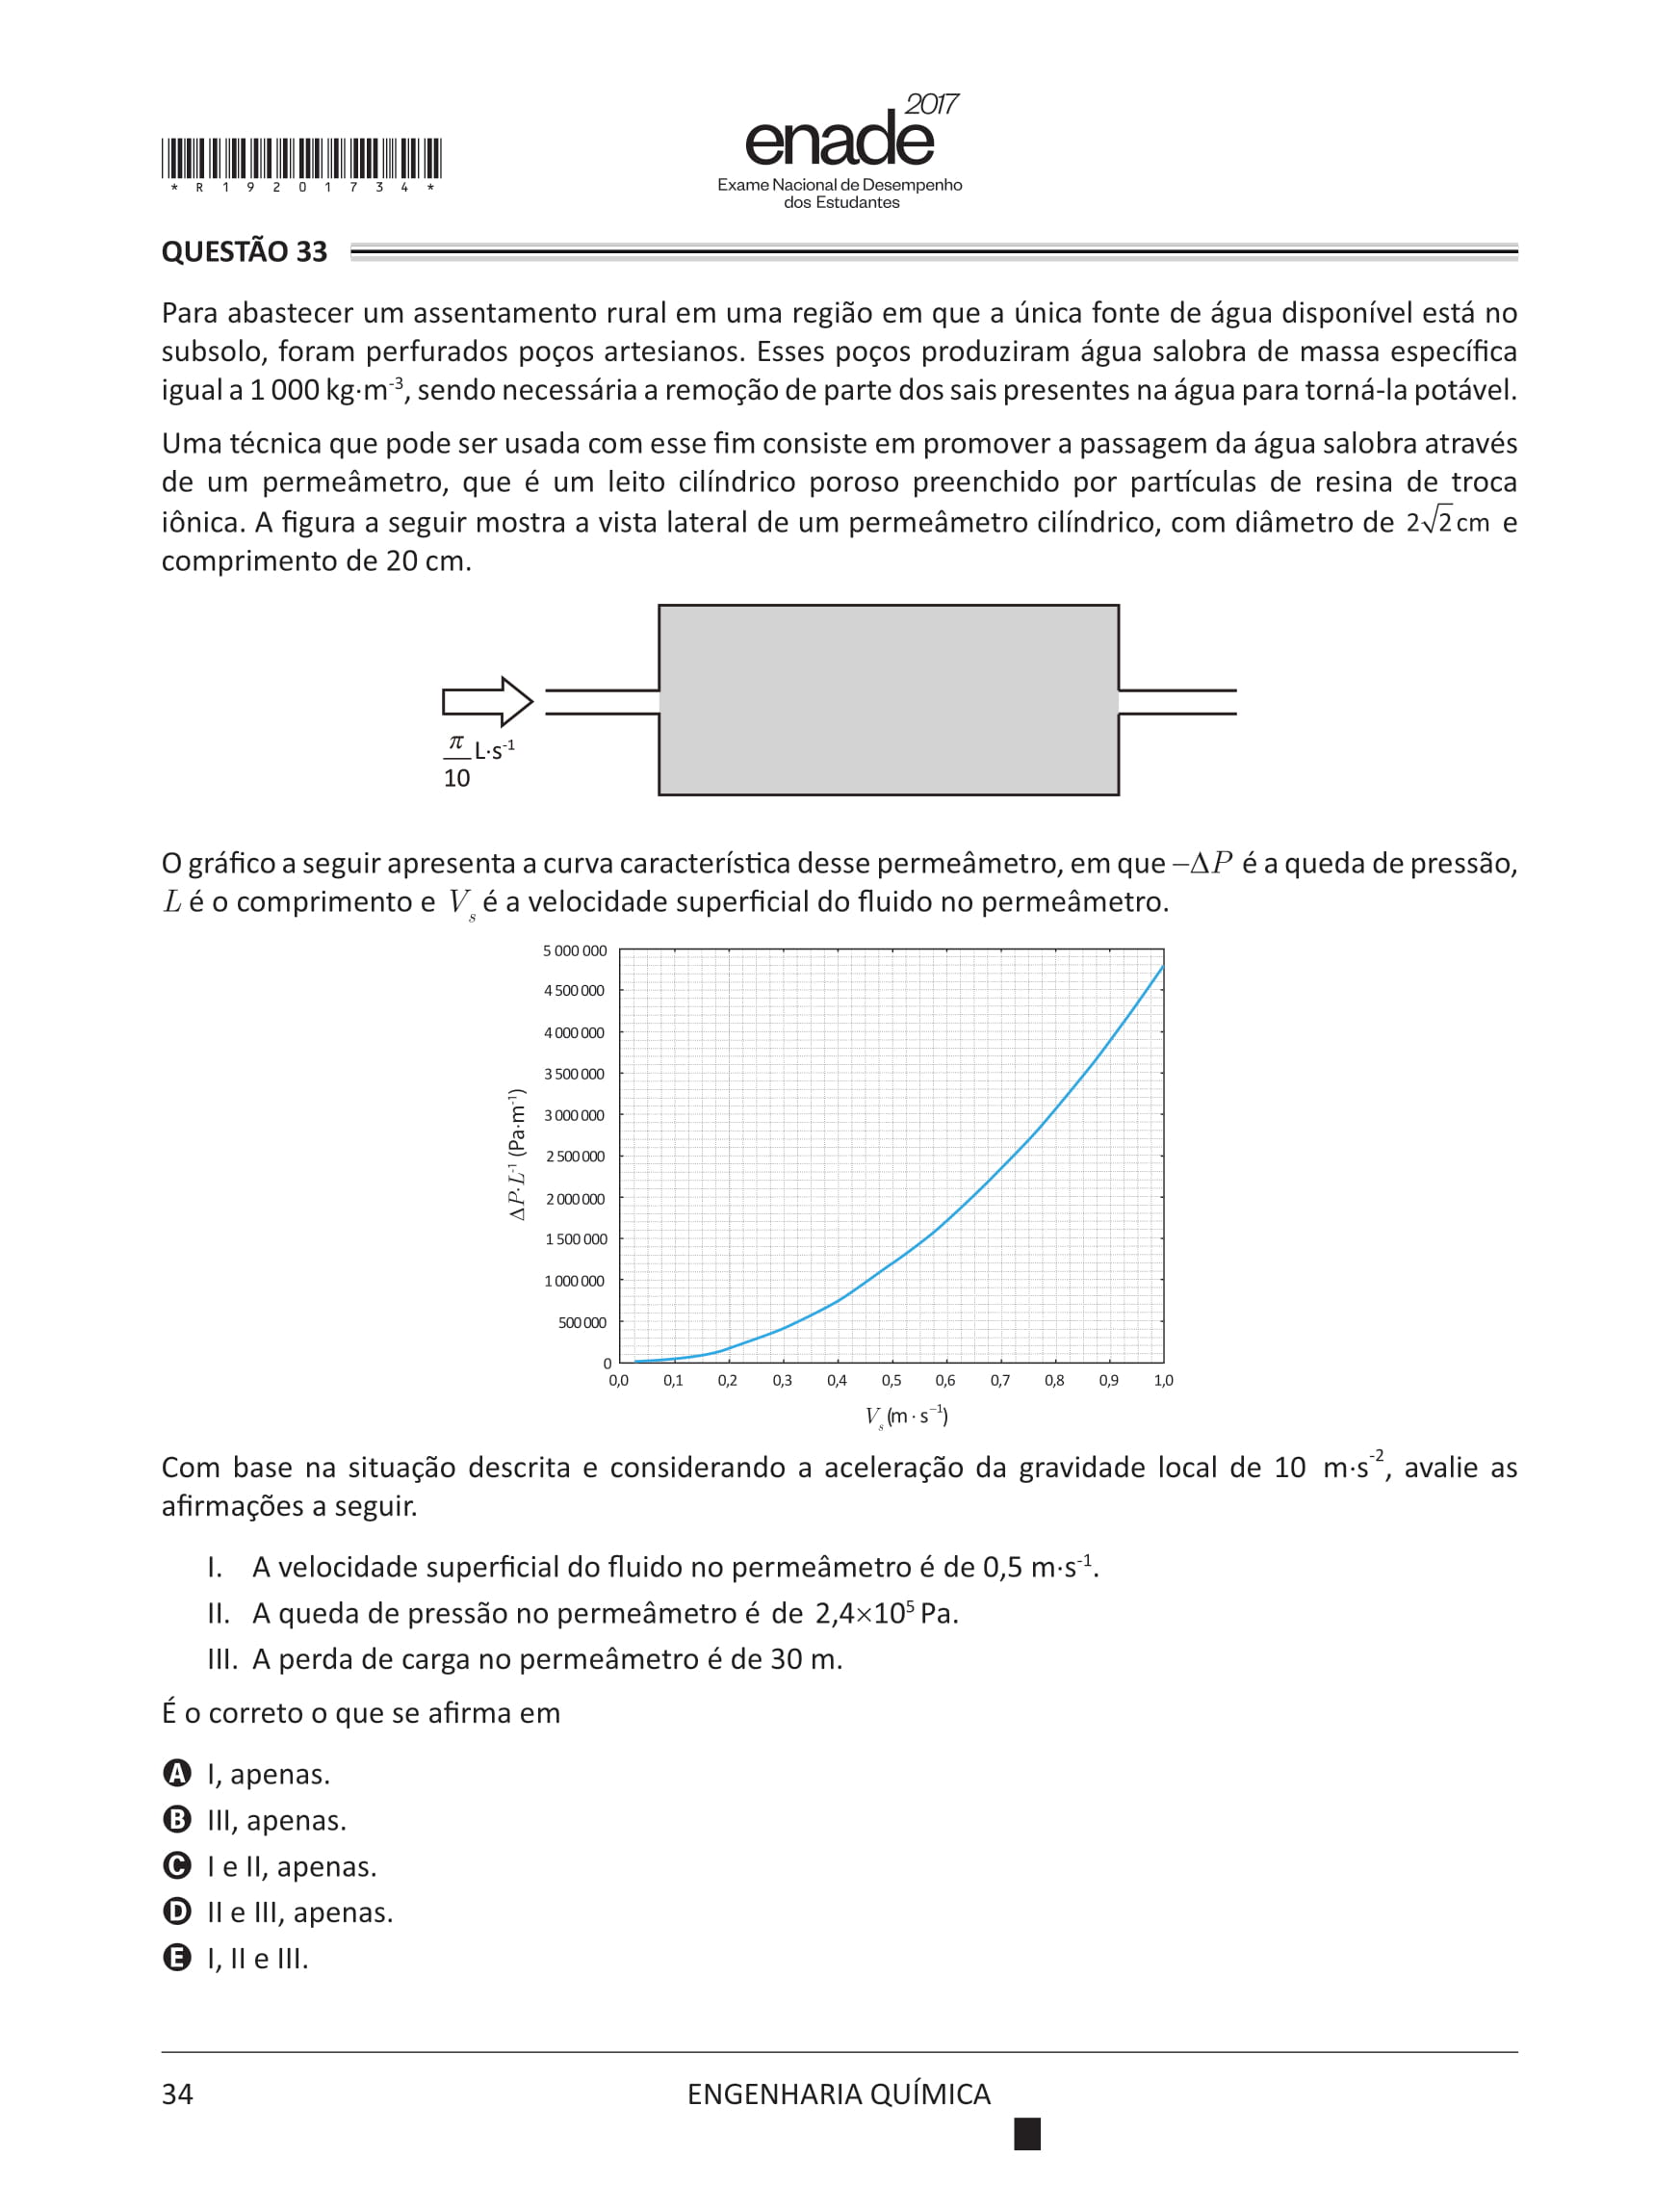 2017
enade
Exame Nacional de Desempenho
dos Estudantes
* R 1 9 2 0 1 7 3 4 *
QUESTÃO 33
Para abastecer um assentamento rural em uma região em que a única fonte de água disponível está no
subsolo, foram perfurados poços artesianos. Esses poços produziram água salobra de massa específica
igual a 1 000 kg·m⁻³, sendo necessária a remoção de parte dos sais presentes na água para torná-la potável.
Uma técnica que pode ser usada com esse fim consiste em promover a passagem da água salobra através
de um permeâmetro, que é um leito cilíndrico poroso preenchido por partículas de resina de troca
iônica. A figura a seguir mostra a vista lateral de um permeâmetro cilíndrico, com diâmetro de 2√2 cm e
comprimento de 20 cm.
π/10 L·s⁻¹
O gráfico a seguir apresenta a curva característica desse permeâmetro, em que −ΔP é a queda de pressão,
L é o comprimento e Vₛ é a velocidade superficial do fluido no permeâmetro.
ΔP·L⁻¹ (Pa·m⁻¹)
5 000 000
4 500 000
4 000 000
3 500 000
3 000 000
2 500 000
2 000 000
1 500 000
1 000 000
500 000
0
0,0 0,1 0,2 0,3 0,4 0,5 0,6 0,7 0,8 0,9 1,0
Vₛ (m · s⁻¹)
Com base na situação descrita e considerando a aceleração da gravidade local de 10 m·s⁻², avalie as
afirmações a seguir.
I. A velocidade superficial do fluido no permeâmetro é de 0,5 m·s⁻¹.
II. A queda de pressão no permeâmetro é de 2,4×10⁵ Pa.
III. A perda de carga no permeâmetro é de 30 m.
É o correto o que se afirma em
A I, apenas.
B III, apenas.
C I e II, apenas.
D II e III, apenas.
E I, II e III.
34
ENGENHARIA QUÍMICA